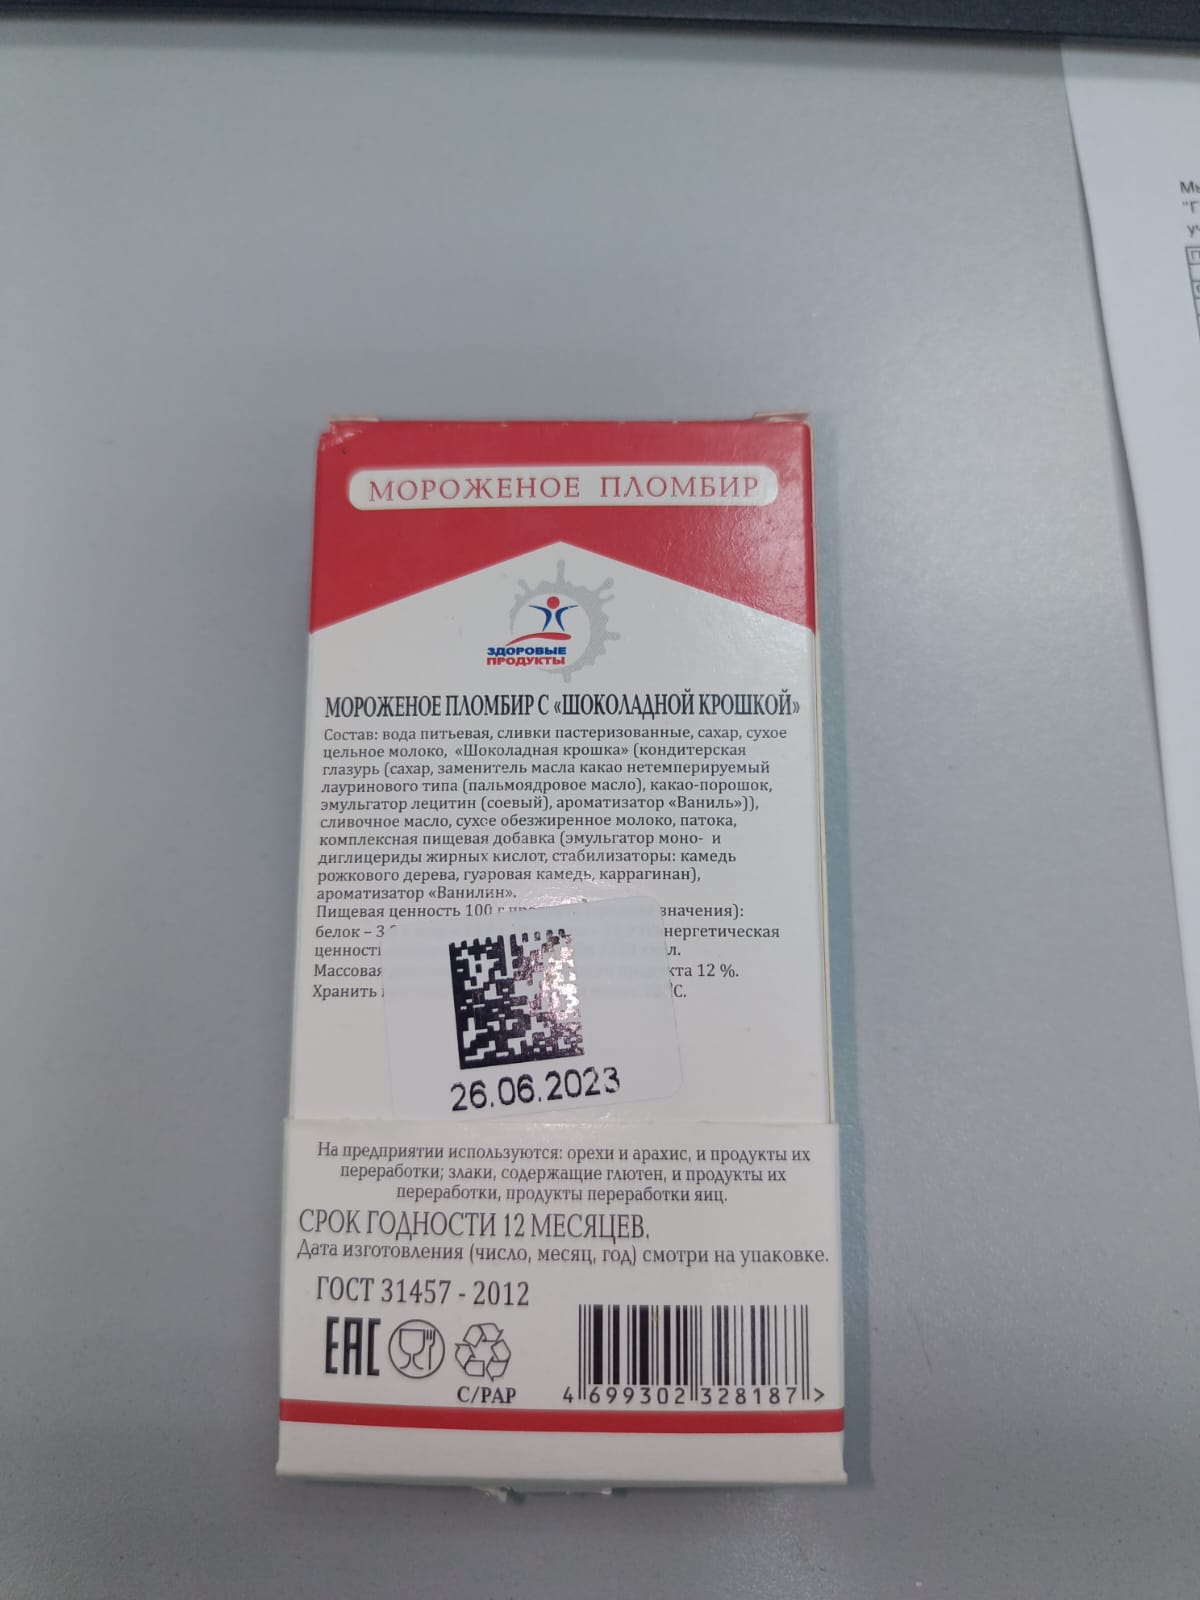 МОРОЖЕНОЕ ПЛОМБИР
ЗДОРОВЫЕ
ПРОДУКТЫ
МОРОЖЕНОЕ ПЛОМБИР С «ШОКОЛАДНОЙ КРОШКОЙ»
Состав: вода питьевая, сливки пастеризованные, сахар, сухое
цельное молоко, «Шоколадная крошка» (кондитерская
глазурь (сахар, заменитель масла какао нетемперируемый
лауринового типа (пальмоядровое масло), какао-порошок,
эмульгатор лецитин (соевый), ароматизатор «Ваниль»)),
сливочное масло, сухое обезжиренное молоко, патока,
комплексная пищевая добавка (эмульгатор моно- и
диглицериды жирных кислот, стабилизаторы: камедь
рожкового дерева, гуаровая камедь, каррагинан),
ароматизатор «Ванилин».
Пищевая ценность 100 г значения):
белок – 3
Массовая 12 %.
Хранить °С.
26.06.2023
На предприятии используются: орехи и арахис, и продукты их
переработки; злаки, содержащие глютен, и продукты их
переработки, продукты переработки яиц.
СРОК ГОДНОСТИ 12 МЕСЯЦЕВ.
Дата изготовления (число, месяц, год) смотри на упаковке.
ГОСТ 31457 - 2012
ЕАС
C/PAP
4 699302 328187 >
Мы